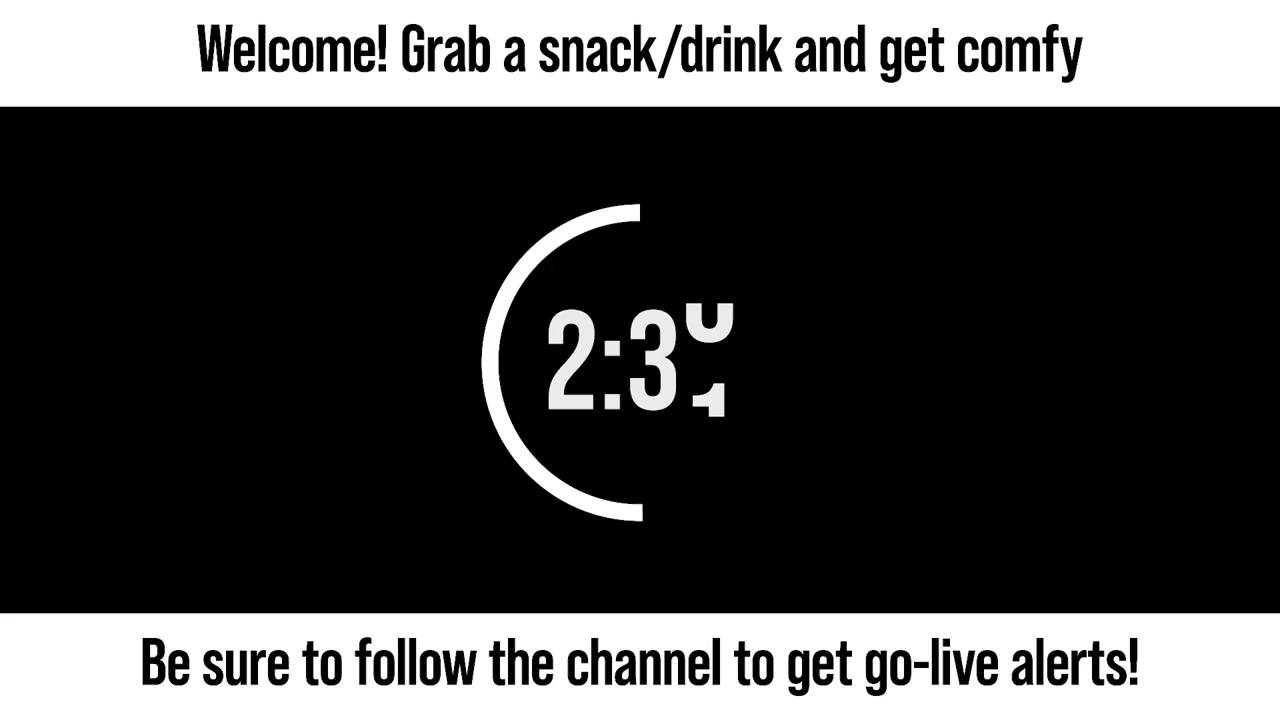 Welcome! Grab a snack/drink and get comfy
2:3
Be sure to follow the channel to get go-live alerts!